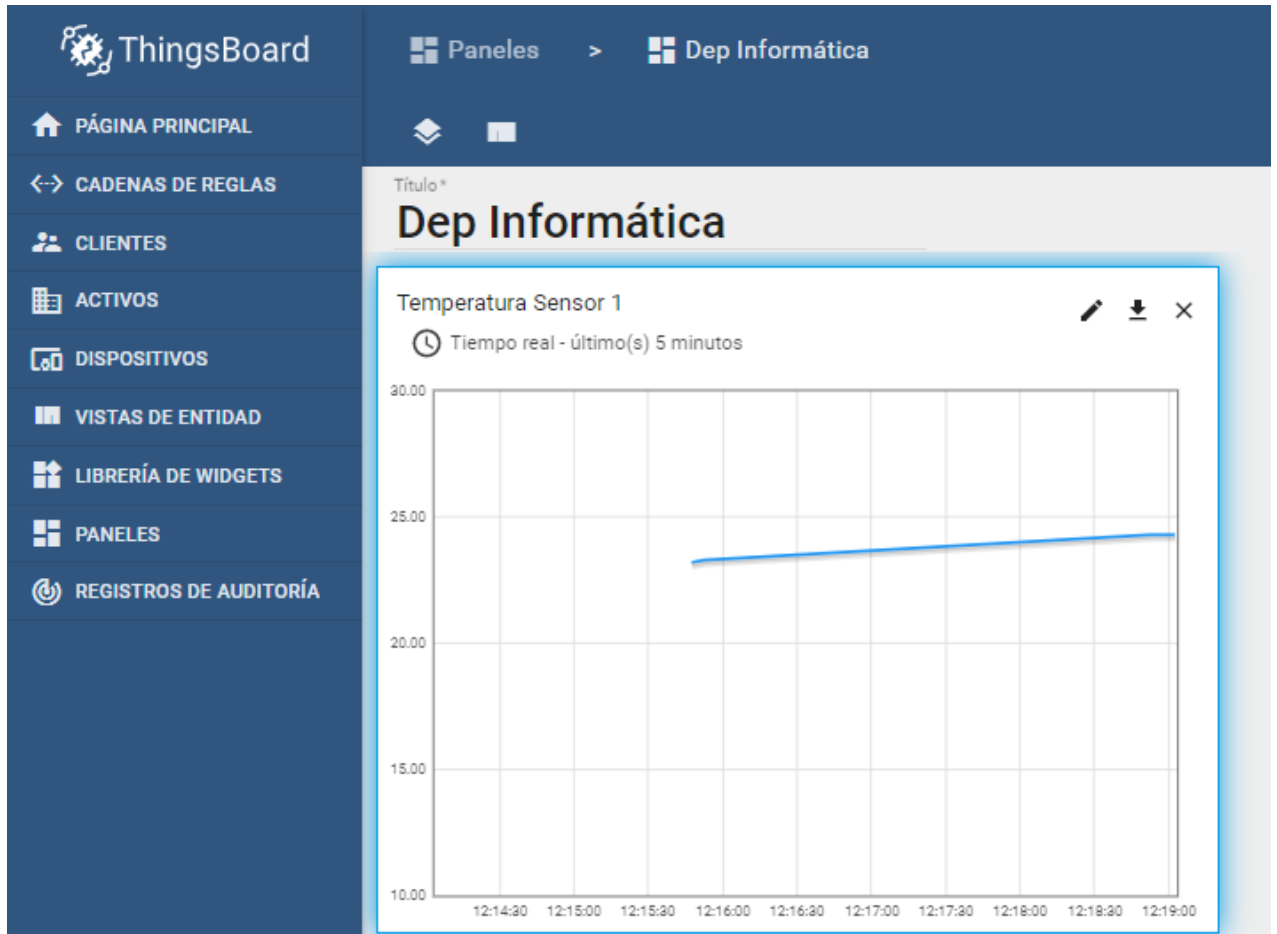 ThingsBoard
Paneles > Dep Informática
PÁGINA PRINCIPAL
CADENAS DE REGLAS
CLIENTES
ACTIVOS
DISPOSITIVOS
VISTAS DE ENTIDAD
LIBRERÍA DE WIDGETS
PANELES
REGISTROS DE AUDITORÍA
Título*
Dep Informática
Temperatura Sensor 1
Tiempo real - último(s) 5 minutos
30.00
25.00
20.00
15.00
10.00
12:14:30 12:15:00 12:15:30 12:16:00 12:16:30 12:17:00 12:17:30 12:18:00 12:18:30 12:19:00